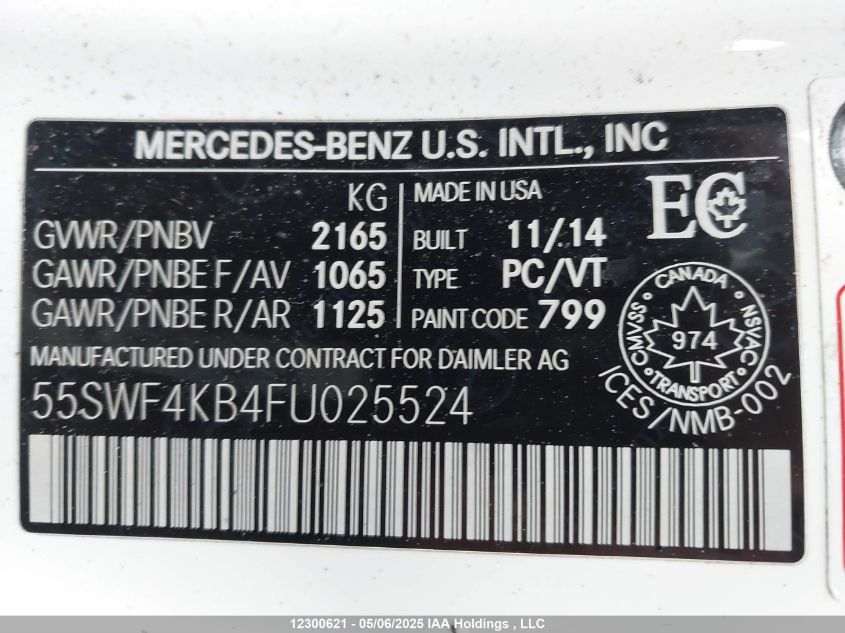 MERCEDES-BENZ U.S. INTL., INC
KG
GVWR/PNBV 2165
GAWR/PNBE F/AV 1065
GAWR/PNBE R/AR 1125
MADE IN USA
BUILT 11/14
TYPE PC/VT
PAINT CODE 799
EC
CANADA
CMVSS
NSVAC
974
TRANSPORT
ICES/NMB-002
MANUFACTURED UNDER CONTRACT FOR DAIMLER AG
55SWF4KB4FU025524
12300621 - 05/06/2025 IAA Holdings , LLC